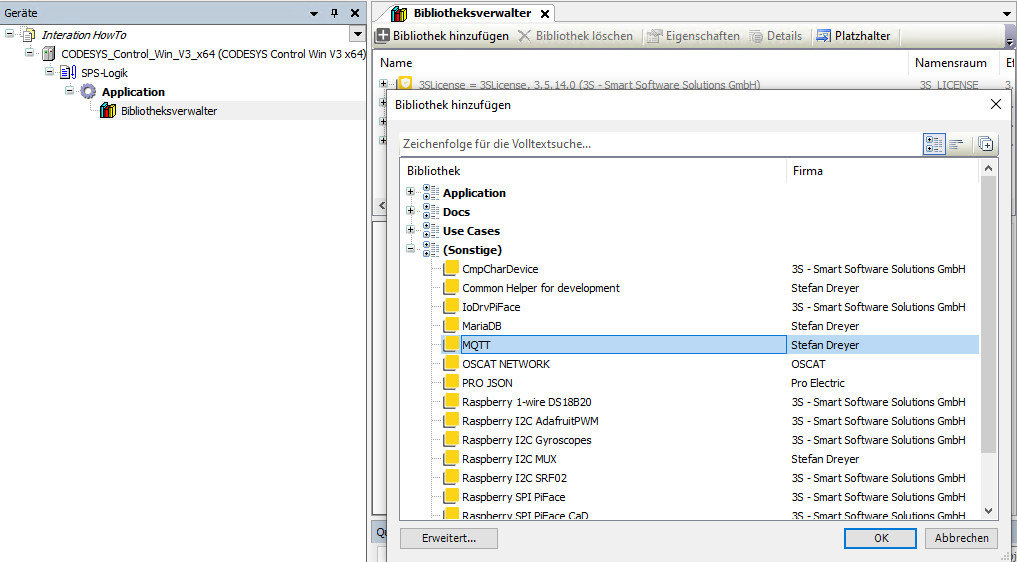 Geräte
Interation HowTo
CODESYS_Control_Win_V3_x64 (CODESYS Control Win V3 x64)
SPS-Logik
Application
Bibliotheksverwalter
Bibliotheksverwalter
Bibliothek hinzufügen Bibliothek löschen Eigenschaften Details Platzhalter
Name Namensraum
3SLicense = 3SLicense, 3.5.14.0 (3S - Smart Software Solutions GmbH) 3S_LICENSE
Bibliothek hinzufügen
Zeichenfolge für die Volltextsuche...
Bibliothek Firma
Application
Docs
Use Cases
(Sonstige)
CmpCharDevice 3S - Smart Software Solutions GmbH
Common Helper for development Stefan Dreyer
IoDrvPiFace 3S - Smart Software Solutions GmbH
MariaDB Stefan Dreyer
MQTT Stefan Dreyer
OSCAT NETWORK OSCAT
PRO JSON Pro Electric
Raspberry 1-wire DS18B20 3S - Smart Software Solutions GmbH
Raspberry I2C AdafruitPWM 3S - Smart Software Solutions GmbH
Raspberry I2C Gyroscopes 3S - Smart Software Solutions GmbH
Raspberry I2C MUX Stefan Dreyer
Raspberry I2C SRF02 3S - Smart Software Solutions GmbH
Raspberry SPI PiFace 3S - Smart Software Solutions GmbH
Raspberry SPI PiFace CaD 3S - Smart Software Solutions GmbH
Erweitert... OK Abbrechen